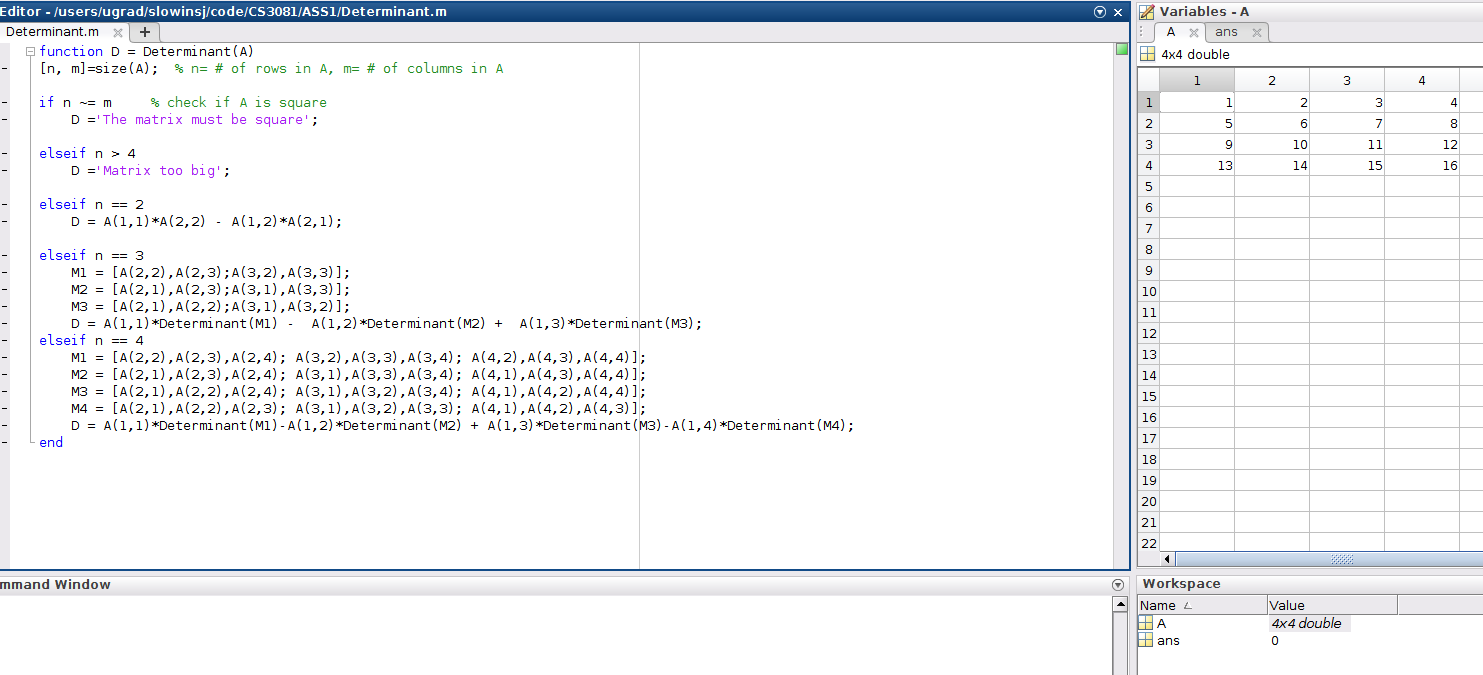 Editor - /users/ugrad/slowinsj/code/CS3081/ASS1/Determinant.m
Determinant.m
function D = Determinant(A)
[n, m]=size(A);  % n= # of rows in A, m= # of columns in A
if n ~= m     % check if A is square
    D ='The matrix must be square';
elseif n > 4
    D ='Matrix too big';
elseif n == 2
    D = A(1,1)*A(2,2) - A(1,2)*A(2,1);
elseif n == 3
    M1 = [A(2,2),A(2,3);A(3,2),A(3,3)];
    M2 = [A(2,1),A(2,3);A(3,1),A(3,3)];
    M3 = [A(2,1),A(2,2);A(3,1),A(3,2)];
    D = A(1,1)*Determinant(M1) -  A(1,2)*Determinant(M2) +  A(1,3)*Determinant(M3);
elseif n == 4
    M1 = [A(2,2),A(2,3),A(2,4); A(3,2),A(3,3),A(3,4); A(4,2),A(4,3),A(4,4)];
    M2 = [A(2,1),A(2,3),A(2,4); A(3,1),A(3,3),A(3,4); A(4,1),A(4,3),A(4,4)];
    M3 = [A(2,1),A(2,2),A(2,4); A(3,1),A(3,2),A(3,4); A(4,1),A(4,2),A(4,4)];
    M4 = [A(2,1),A(2,2),A(2,3); A(3,1),A(3,2),A(3,3); A(4,1),A(4,2),A(4,3)];
    D = A(1,1)*Determinant(M1)-A(1,2)*Determinant(M2) + A(1,3)*Determinant(M3)-A(1,4)*Determinant(M4);
end
mmand Window
Variables - A
A ans
4x4 double
1 2 3 4
1 1 2 3 4
2 5 6 7 8
3 9 10 11 12
4 13 14 15 16
5
6
7
8
9
10
11
12
13
14
15
16
17
18
19
20
21
22
Workspace
Name Value
A 4x4 double
ans 0